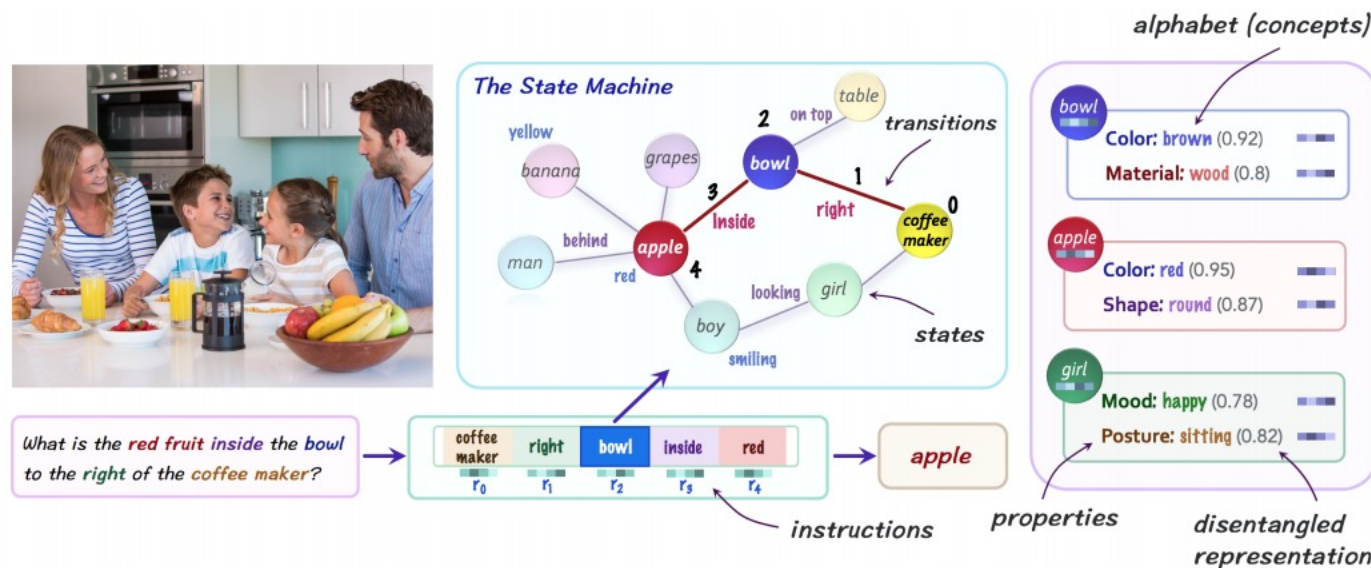 alphabet (concepts)
The State Machine
table
on top
2
bowl
transitions
yellow
banana
grapes
3
Inside
1
right
0
coffee
maker
man
behind
apple
red
4
looking
girl
boy
smiling
states
bowl
Color: brown (0.92)
Material: wood (0.8)
apple
Color: red (0.95)
Shape: round (0.87)
girl
Mood: happy (0.78)
Posture: sitting (0.82)
properties
disentangled
representation
What is the red fruit inside the bowl
to the right of the coffee maker?
coffee
maker
right
bowl
inside
red
r0
r1
r2
r3
r4
instructions
apple